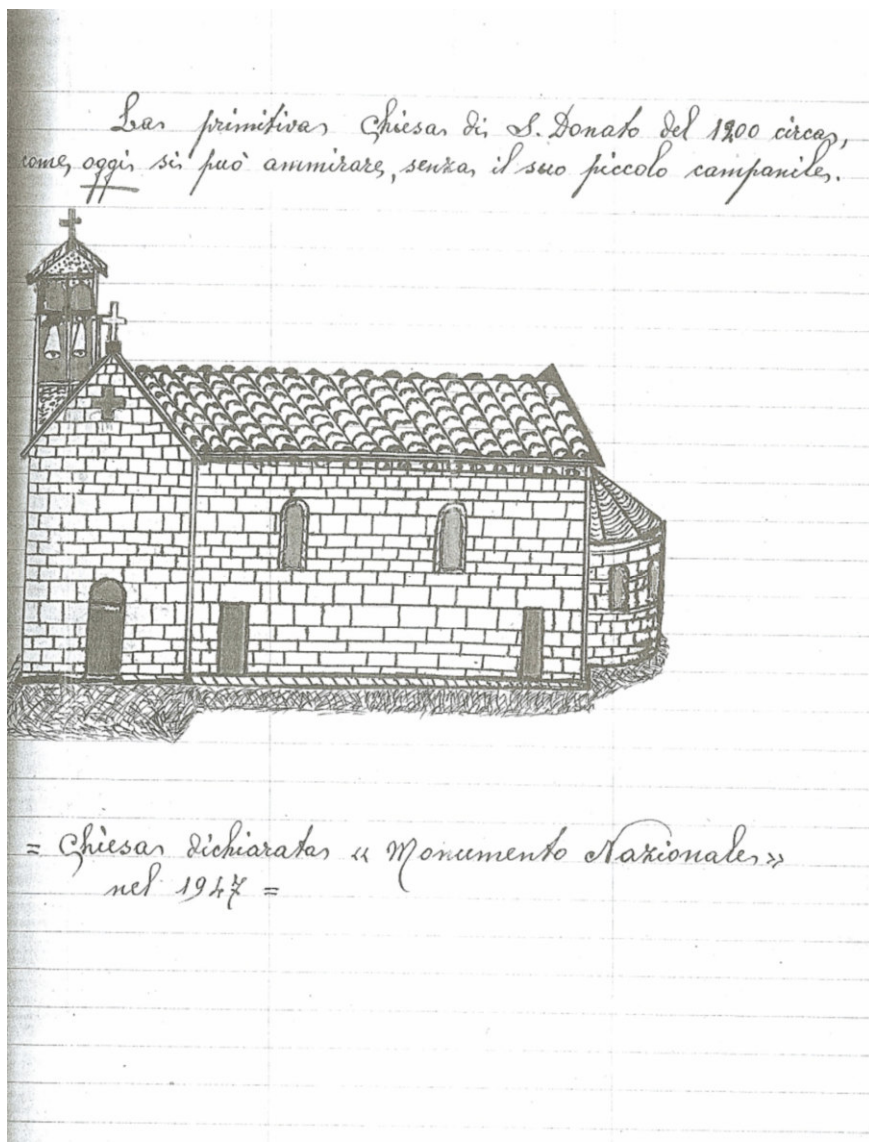 La primitiva Chiesa di S. Donato del 1200 circa,
come oggi si può ammirare, senza il suo piccolo campanile.
= Chiesa dichiarata « Monumento Nazionale »
nel 1947 =